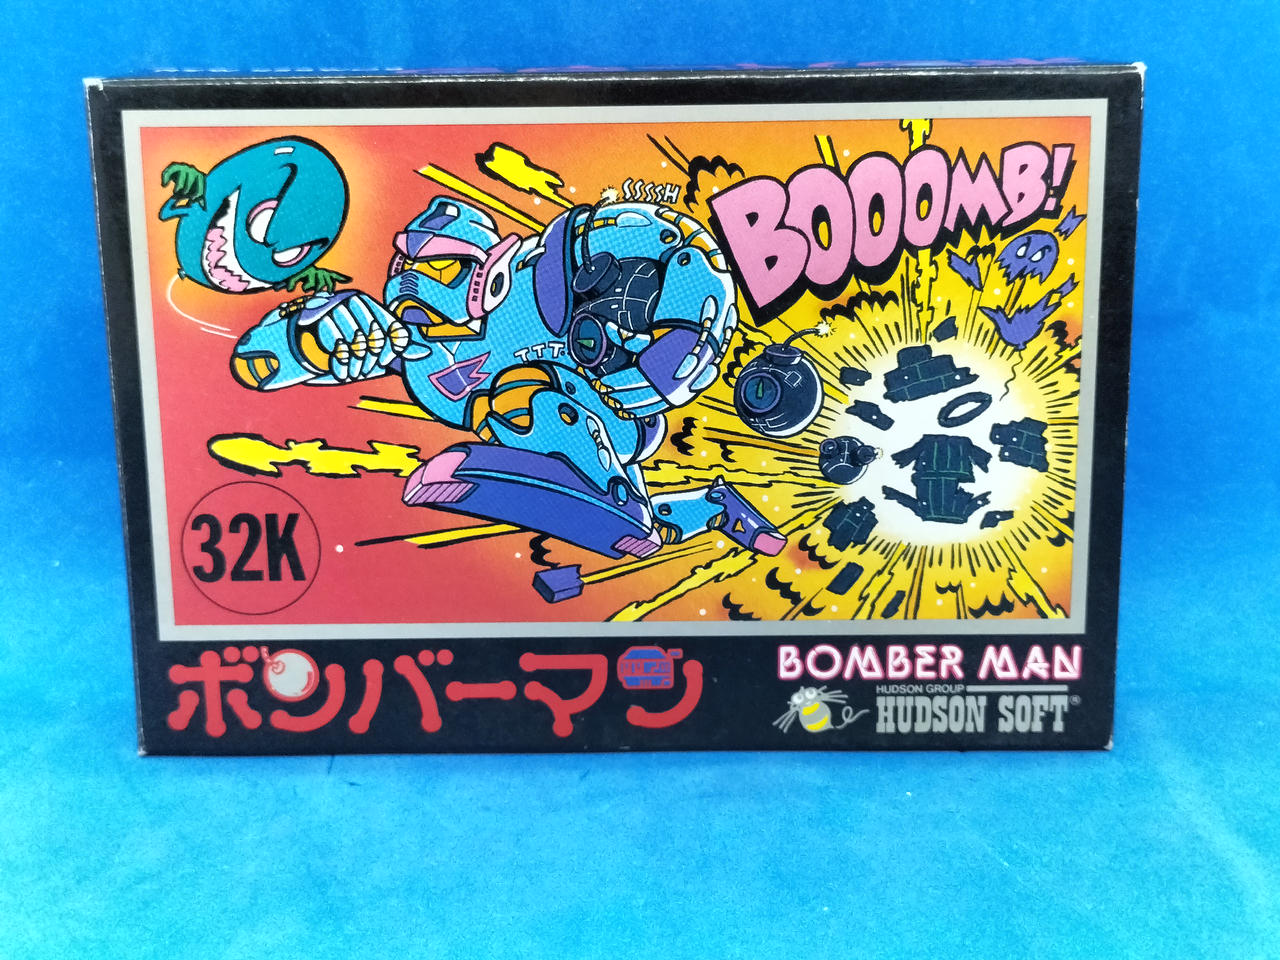 SSSSH
BOOOMB!
T.T.T.
32K
ボンバーマン
BOMBER MAN
HUDSON GROUP
HUDSON SOFT®